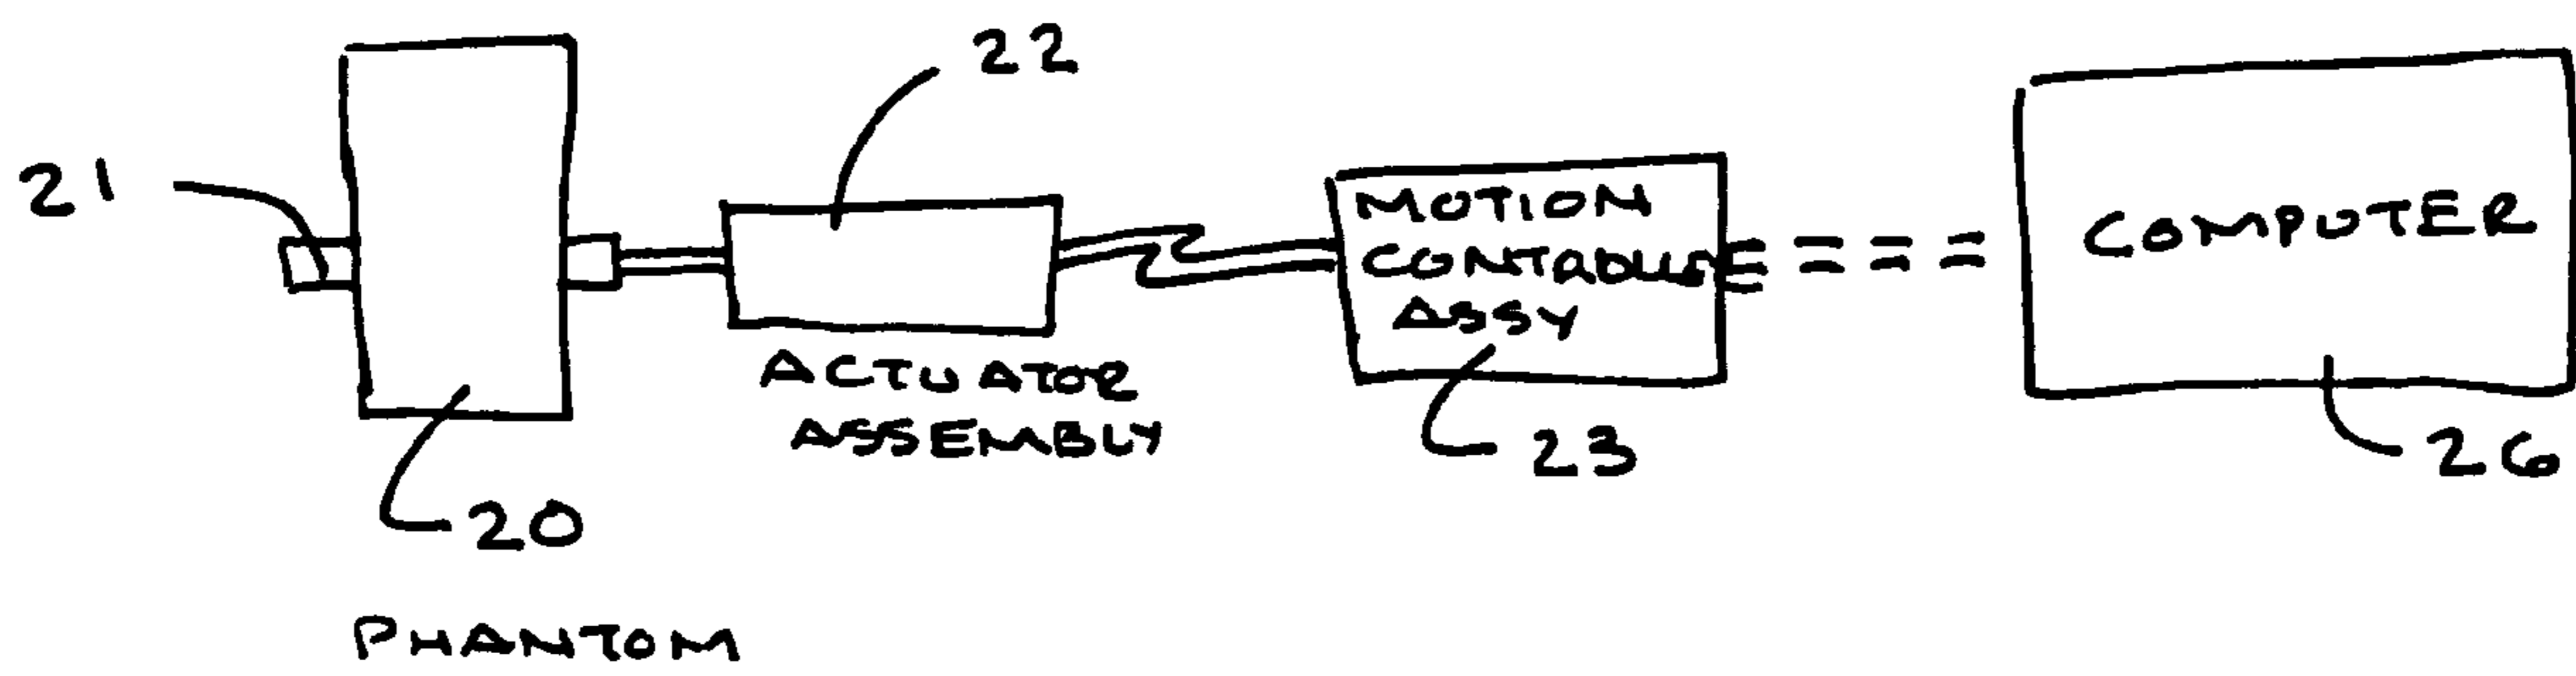 22
21
MOTION
CONTROLLER
ASSY
COMPUTER
ACTUATOR
ASSEMBLY
23
26
20
PHANTOM